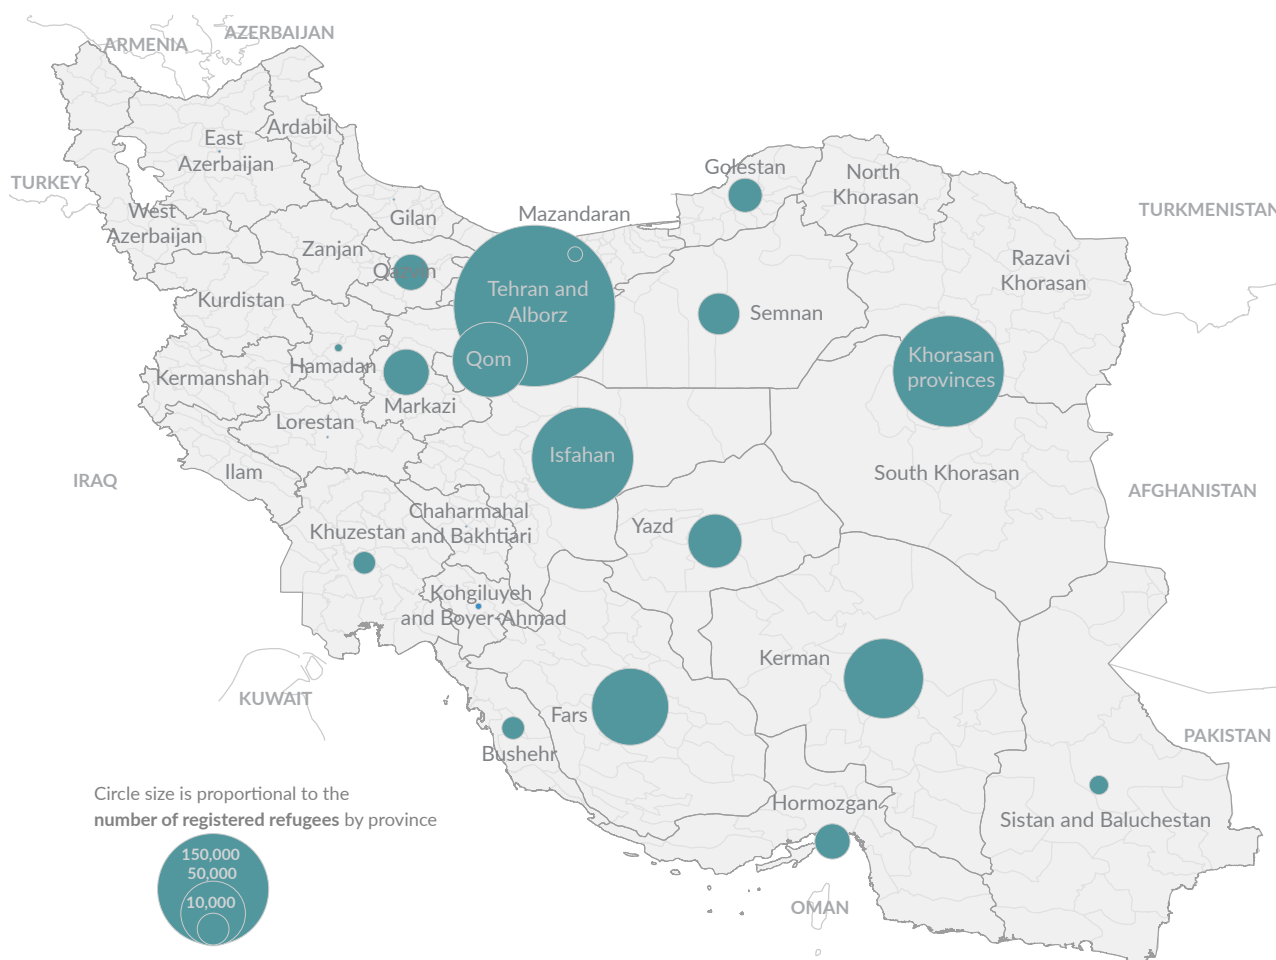 AZERBAIJAN
ARMENIA
Ardabil
East
Azerbaijan
TURKEY
West
Azerbaijan
Gilan
Mazandaran
Golestan
North
Khorasan
TURKMENISTAN
Zanjan
Qazvin
Razavi
Khorasan
Kurdistan
Tehran and
Alborz
Semnan
Hamadan
Qom
Khorasan
provinces
Kermanshah
Markazi
Lorestan
Isfahan
Ilam
South Khorasan
IRAQ
AFGHANISTAN
Chaharmahal
and Bakhtiari
Khuzestan
Yazd
Kohgiluyeh
and Boyer-Ahmad
Kerman
KUWAIT
Fars
PAKISTAN
Bushehr
Hormozgan
Sistan and Baluchestan
OMAN
Circle size is proportional to the
number of registered refugees by province
150,000
50,000
10,000